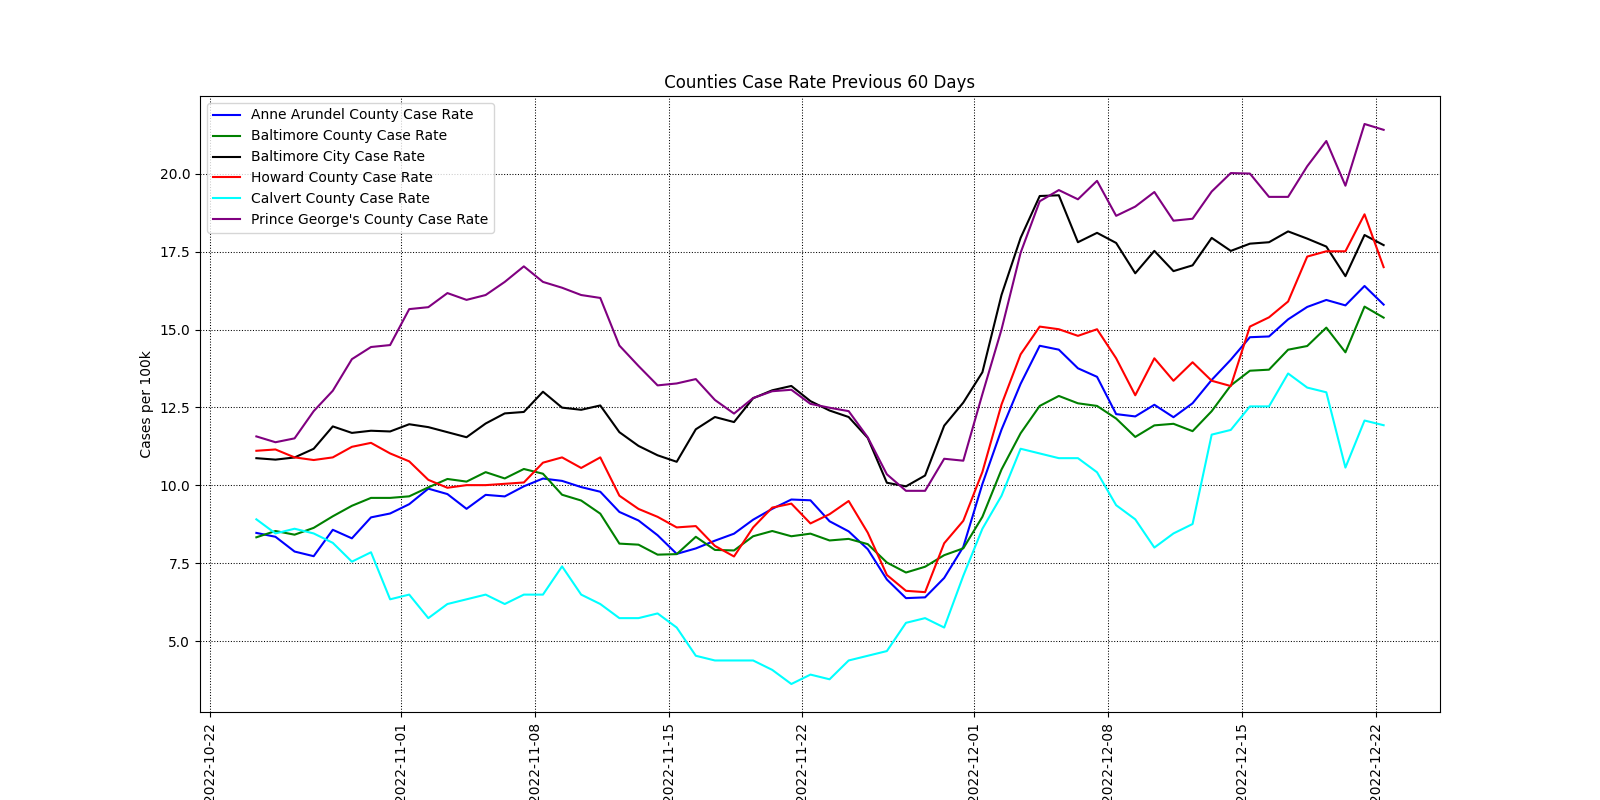 Counties Case Rate Previous 60 Days
Anne Arundel County Case Rate
Baltimore County Case Rate
Baltimore City Case Rate
Howard County Case Rate
Calvert County Case Rate
Prince George's County Case Rate
Cases per 100k
20.0
17.5
15.0
12.5
10.0
7.5
5.0
2022-10-22
2022-11-01
2022-11-08
2022-11-15
2022-11-22
2022-12-01
2022-12-08
2022-12-15
2022-12-22